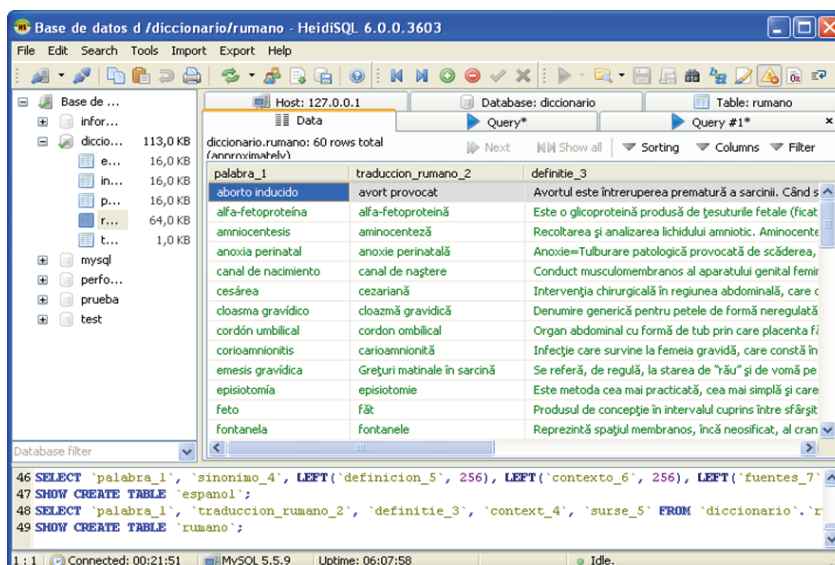 Base de datos d /diccionario/rumano - HeidiSQL 6.0.0.3603
File Edit Search Tools Import Export Help
Base de ...
infor...
diccio... 113,0 KB
e... 16,0 KB
in... 16,0 KB
p... 16,0 KB
r... 64,0 KB
t... 1,0 KB
mysql
perfo...
prueba
test
Database filter
Host: 127.0.0.1 Database: diccionario Table: rumano
Data Query* Query #1*
diccionario.rumano: 60 rows total (approximately) Next Show all Sorting Columns Filter
palabra_1 traduccion_rumano_2 definitie_3
aborto inducido avort provocat Avortul este întreruperea prematură a sarcinii. Când s
alfa-fetoproteína alfa-fetoproteină Este o glicoproteină produsă de ţesuturile fetale (ficat
amniocentesis aminocenteză Recoltarea şi analizarea lichidului amniotic. Aminocente
anoxia perinatal anoxie perinatală Anoxie=Tulburare patologică provocată de scăderea,
canal de nacimiento canal de naştere Conduct musculomembranos al aparatului genital femin
cesárea cezariană Intervenţia chirurgicală în regiunea abdominală, care c
cloasma gravídico cloazmă gravidică Denumire generică pentru petele de formă neregulată
cordón umbilical cordon ombilical Organ abdominal cu formă de tub prin care placenta fă
corioamnionitis carioamnionită Infecţie care survine la femeia gravidă, care constă în
emesis gravídica Greţuri matinale în sarcină Se referă, de regulă, la starea de "rău" şi de vomă pe
episiotomía episiotomie Este metoda cea mai practicată, cea mai simplă şi care
feto făt Produsul de concepţie în intervalul cuprins între sfârşit
fontanela fontanele Reprezintă spaţiul membranos, încă neosificat, al cran
46 SELECT `palabra_1`, `sinonimo_4`, LEFT(`definicion_5`, 256), LEFT(`contexto_6`, 256), LEFT(`fuentes_7`
47 SHOW CREATE TABLE `espanol`;
48 SELECT `palabra_1`, `traduccion_rumano_2`, `definitie_3`, `context_4`, `surse_5` FROM `diccionario`.`r
49 SHOW CREATE TABLE `rumano`;
1 : 1 Connected: 00:21:51 MySQL 5.5.9 Uptime: 06:07:58 Idle.